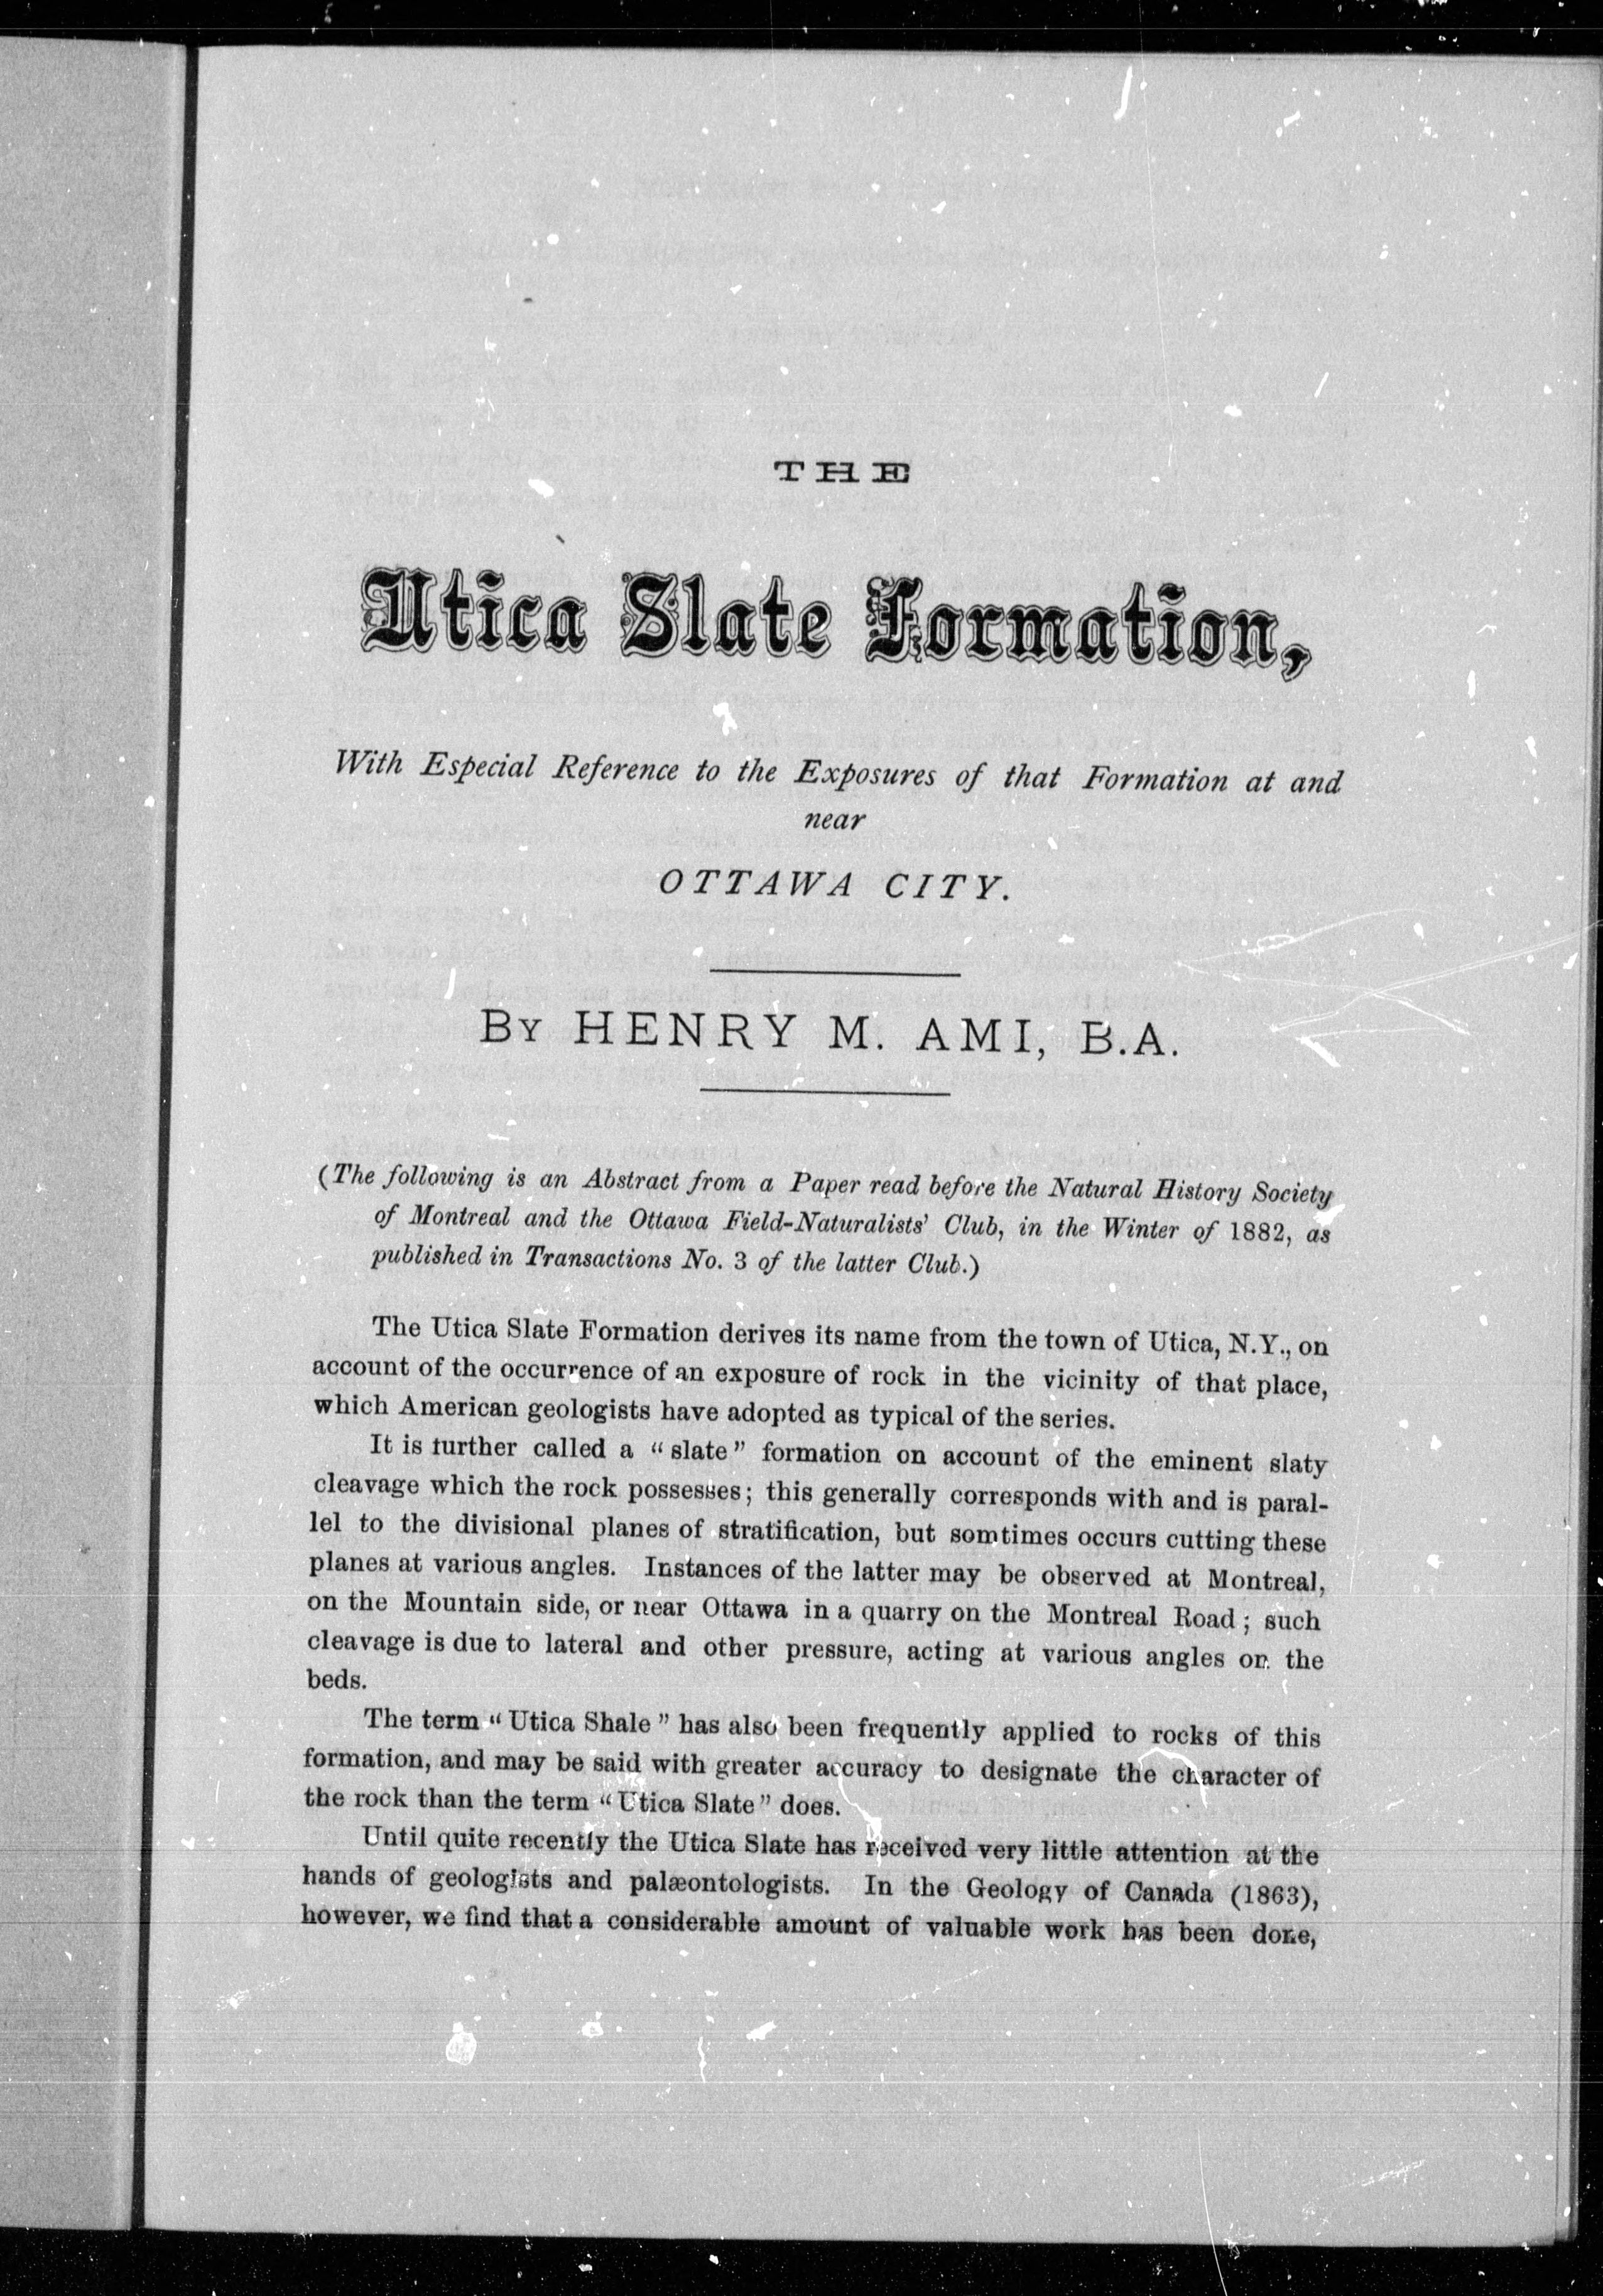 THE
Utica Slate Formation,
With Especial Reference to the Exposures of that Formation at and
near
OTTAWA CITY.
BY HENRY M. AMI, B.A.
(The following is an Abstract from a Paper read before the Natural History Society
of Montreal and the Ottawa Field-Naturalists' Club, in the Winter of 1882, as
published in Transactions No. 3 of the latter Club.)
The Utica Slate Formation derives its name from the town of Utica, N.Y., on
account of the occurrence of an exposure of rock in the vicinity of that place,
which American geologists have adopted as typical of the series.
It is further called a “slate” formation on account of the eminent slaty
cleavage which the rock possesses; this generally corresponds with and is paral-
lel to the divisional planes of stratification, but somtimes occurs cutting these
planes at various angles. Instances of the latter may be observed at Montreal,
on the Mountain side, or near Ottawa in a quarry on the Montreal Road; such
cleavage is due to lateral and other pressure, acting at various angles on the
beds.
The term “Utica Shale” has also been frequently applied to rocks of this
formation, and may be said with greater accuracy to designate the character of
the rock than the term “Utica Slate” does.
Until quite recently the Utica Slate has received very little attention at the
hands of geologists and palæontologists. In the Geology of Canada (1863),
however, we find that a considerable amount of valuable work has been done,